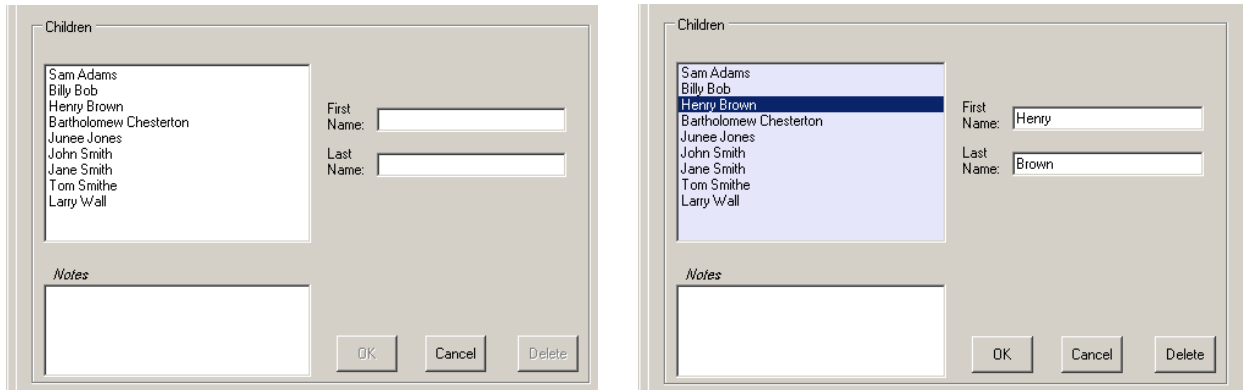 Children
Sam Adams
Billy Bob
Henry Brown
Bartholomew Chesterton
Junee Jones
John Smith
Jane Smith
Tom Smithe
Larry Wall
First
Name:
Last
Name:
Notes
OK Cancel Delete
Children
Sam Adams
Billy Bob
Henry Brown
Bartholomew Chesterton
Junee Jones
John Smith
Jane Smith
Tom Smithe
Larry Wall
First
Name: Henry
Last
Name: Brown
Notes
OK Cancel Delete